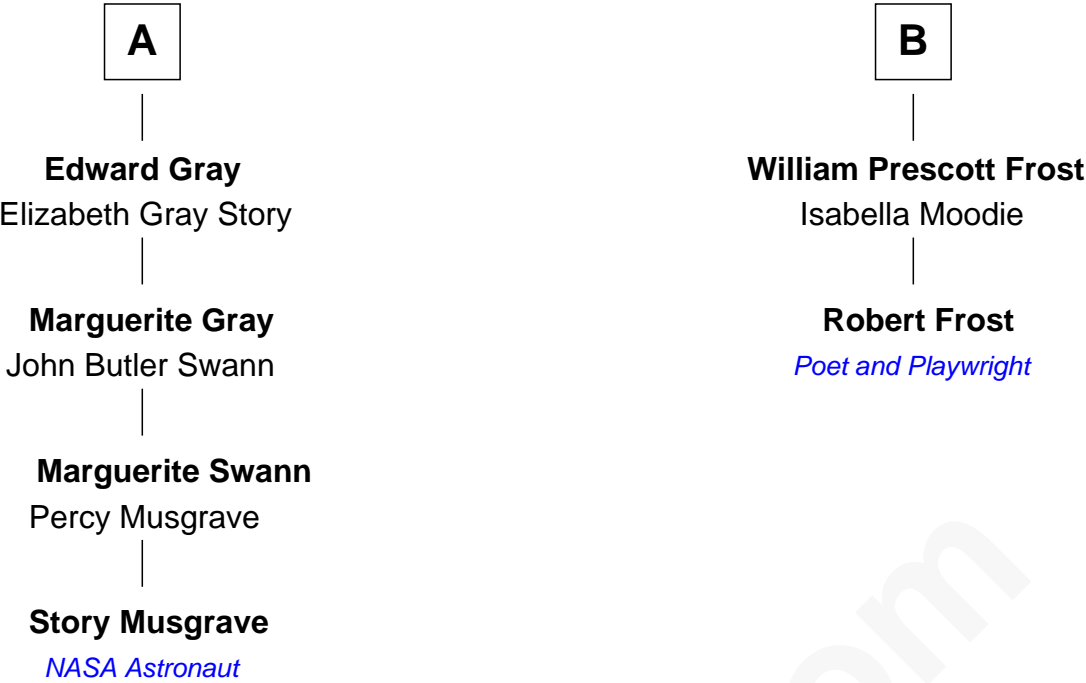 A
Edward Gray
Elizabeth Gray Story
Marguerite Gray
John Butler Swann
Marguerite Swann
Percy Musgrave
Story Musgrave
NASA Astronaut
B
William Prescott Frost
Isabella Moodie
Robert Frost
Poet and Playwright
om